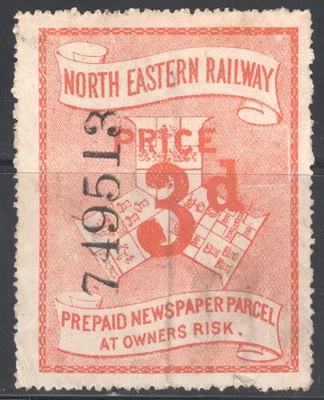 NORTH EASTERN RAILWAY
PRICE
3d
749513
PREPAID NEWSPAPER PARCEL
AT OWNERS RISK.